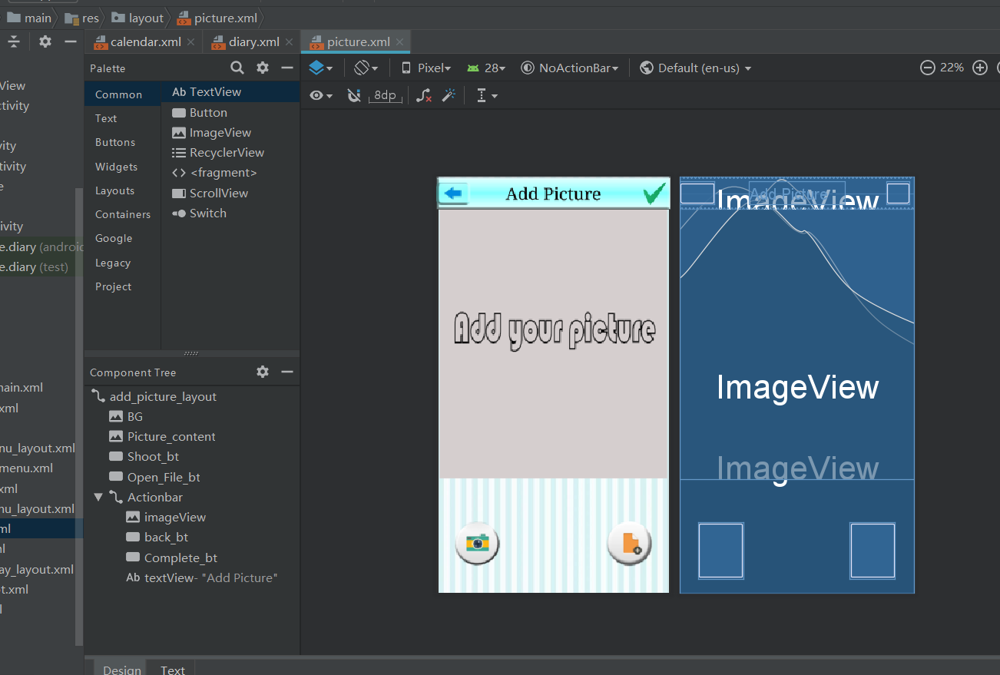 main res layout picture.xml
calendar.xml diary.xml picture.xml
Palette
Pixel 28 NoActionBar Default (en-us) 22%
8dp
Common
Text
Buttons
Widgets
Layouts
Containers
Google
Legacy
Project
Ab TextView
Button
ImageView
RecyclerView
<> <fragment>
ScrollView
Switch
View
ctivity
vity
tivity
e
ivity
e.diary (android
e.diary (test)
nain.xml
xml
nu_layout.xml
menu.xml
xml
nu_layout.xml
ml
ml
ay_layout.xml
t.xml
Component Tree
add_picture_layout
BG
Picture_content
Shoot_bt
Open_File_bt
Actionbar
imageView
back_bt
Complete_bt
Ab textView- "Add Picture"
Add Picture
Add your picture
Add Picture
ImageView
ImageView
ImageView
Design Text